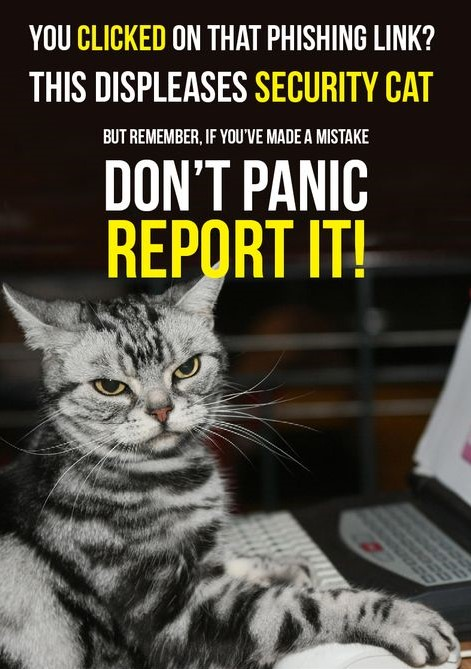 YOU CLICKED ON THAT PHISHING LINK?
THIS DISPLEASES SECURITY CAT
BUT REMEMBER, IF YOU'VE MADE A MISTAKE
DON'T PANIC
REPORT IT!